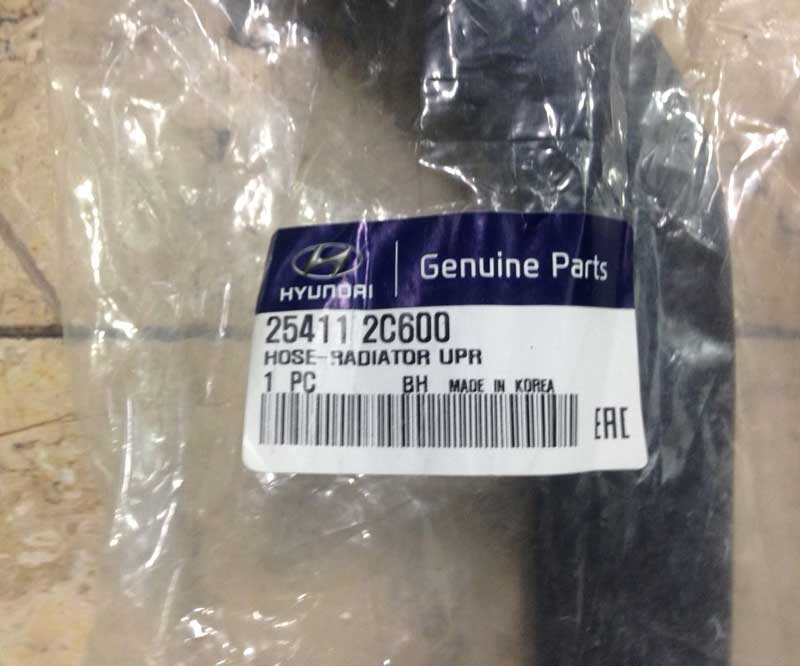 HYUNDAI
Genuine Parts
25411 2C600
HOSE-RADIATOR UPR
1 PC BH MADE IN KOREA
EAC